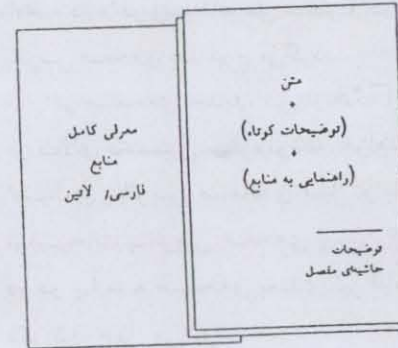 متن
+
(توضیحات کوتاه)
+
(راهنمایی به منابع)
توضیحات
حاشیه‌ی مفصل
معرفی کامل
منابع
فارسی/ لاتین